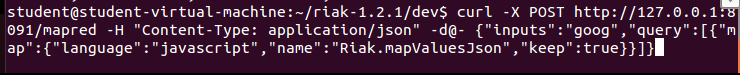 student@student-virtual-machine:~/riak-1.2.1/dev$ curl -X POST http://127.0.0.1:8
091/mapred -H "Content-Type: application/json" -d@- {"inputs":"goog","query":[{"m
ap":{"language":"javascript","name":"Riak.mapValuesJson","keep":true}}]}